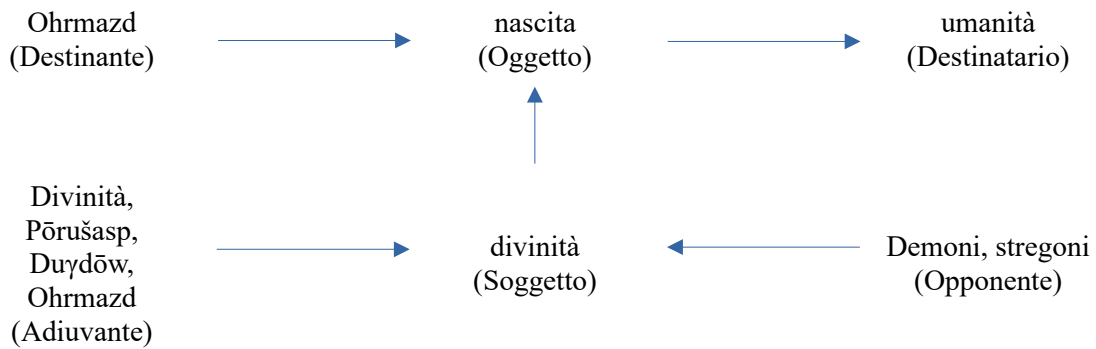 Ohrmazd
(Destinante)
nascita
(Oggetto)
umanità
(Destinatario)
Divinità,
Pōrušasp,
Duγdōw,
Ohrmazd
(Adiuvante)
divinità
(Soggetto)
Demoni, stregoni
(Opponente)